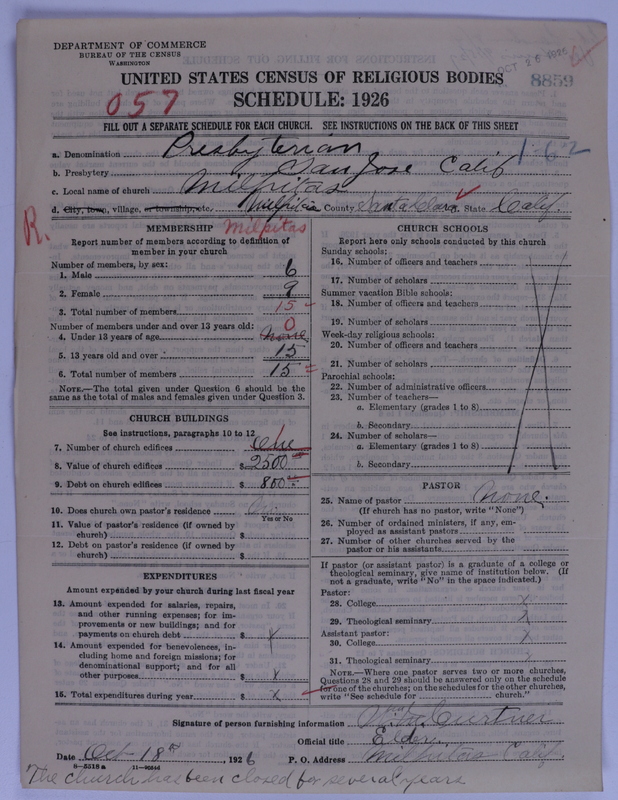 DEPARTMENT OF COMMERCE
BUREAU OF THE CENSUS
WASHINGTON
OCT 26 1926
8859
UNITED STATES CENSUS OF RELIGIOUS BODIES
SCHEDULE: 1926
057
FILL OUT A SEPARATE SCHEDULE FOR EACH CHURCH. SEE INSTRUCTIONS ON THE BACK OF THIS SHEET
1-62
a. Denomination Presbyterian
b. Presbytery San Jose Calif
c. Local name of church Milpitas
d. City, town, village, or township, etc. Milpitas County Santa Clara, State Calif.
R.
Milpitas
MEMBERSHIP
Report number of members according to definition of
member in your church
Number of members, by sex:
1. Male 6
2. Female 9
3. Total number of members 15
Number of members under and over 13 years old:
4. Under 13 years of age None 0
5. 13 years old and over 15
6. Total number of members 15
NOTE.—The total given under Question 6 should be the
same as the total of males and females given under Question 3.
CHURCH BUILDINGS
See instructions, paragraphs 10 to 12
7. Number of church edifices One
8. Value of church edifices $ 2500
9. Debt on church edifices $ 800
10. Does church own pastor's residence
Yes or No
11. Value of pastor's residence (if owned by
church) $
12. Debt on pastor's residence (if owned by
church) $
EXPENDITURES
Amount expended by your church during last fiscal year
13. Amount expended for salaries, repairs,
and other running expenses; for im-
provements or new buildings; and for
payments on church debt $ x
14. Amount expended for benevolences, in-
cluding home and foreign missions; for
denominational support; and for all
other purposes $ x
15. Total expenditures during year $ x
CHURCH SCHOOLS
Report here only schools conducted by this church
Sunday schools:
16. Number of officers and teachers
17. Number of scholars
Summer vacation Bible schools:
18. Number of officers and teachers
19. Number of scholars
Week-day religious schools:
20. Number of officers and teachers
21. Number of scholars
Parochial schools:
22. Number of administrative officers
23. Number of teachers—
a. Elementary (grades 1 to 8)
b. Secondary
24. Number of scholars—
a. Elementary (grades 1 to 8)
b. Secondary
PASTOR
25. Name of pastor None.
(If church has no pastor, write "None")
26. Number of ordained ministers, if any, em-
ployed as assistant pastors
27. Number of other churches served by the
pastor or his assistants
If pastor (or assistant pastor) is a graduate of a college or
theological seminary, give name of institution below. (If
not a graduate, write "No" in the space indicated.)
Pastor:
28. College x
29. Theological seminary x
Assistant pastor:
30. College x
31. Theological seminary x
NOTE.—Where one pastor serves two or more churches,
Questions 28 and 29 should be answered only on the schedule
for one of the churches; on the schedules for the other churches,
write "See schedule for church."
Signature of person furnishing information Curtner
Official title Elder
Date Oct 18th, 1926 P. O. Address Milpitas Calif.
8-5518 a
The church has been closed for several years